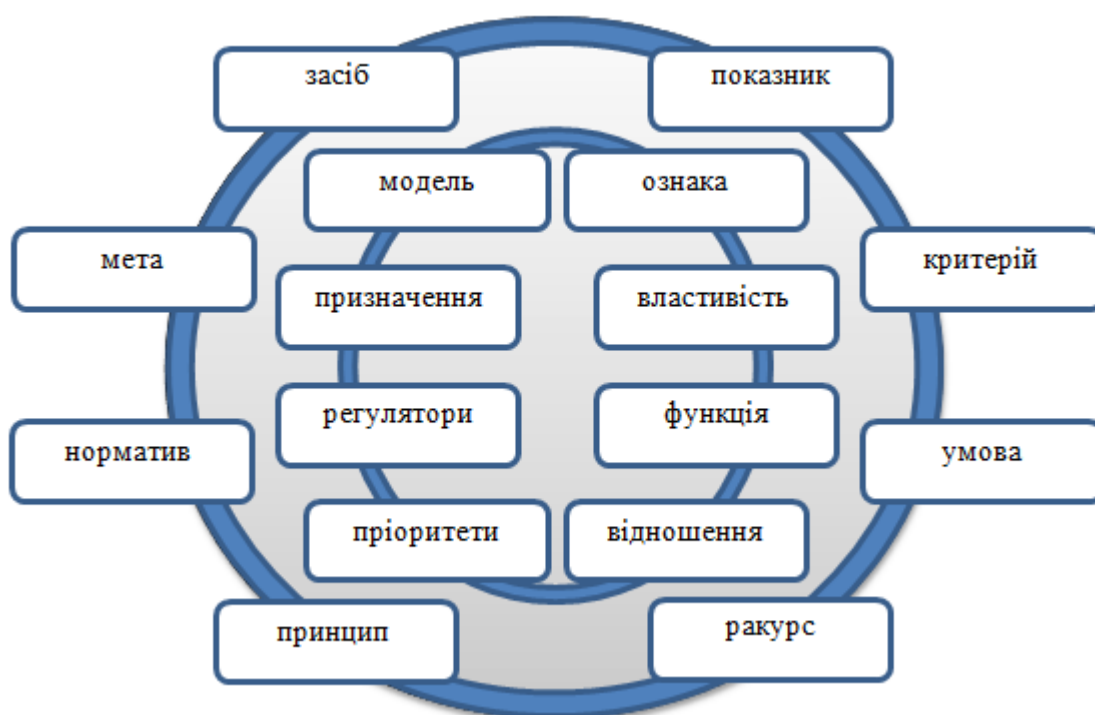 засіб
показник
модель
ознака
мета
критерій
призначення
властивість
регулятори
функція
норматив
умова
пріоритети
відношення
принцип
ракурс